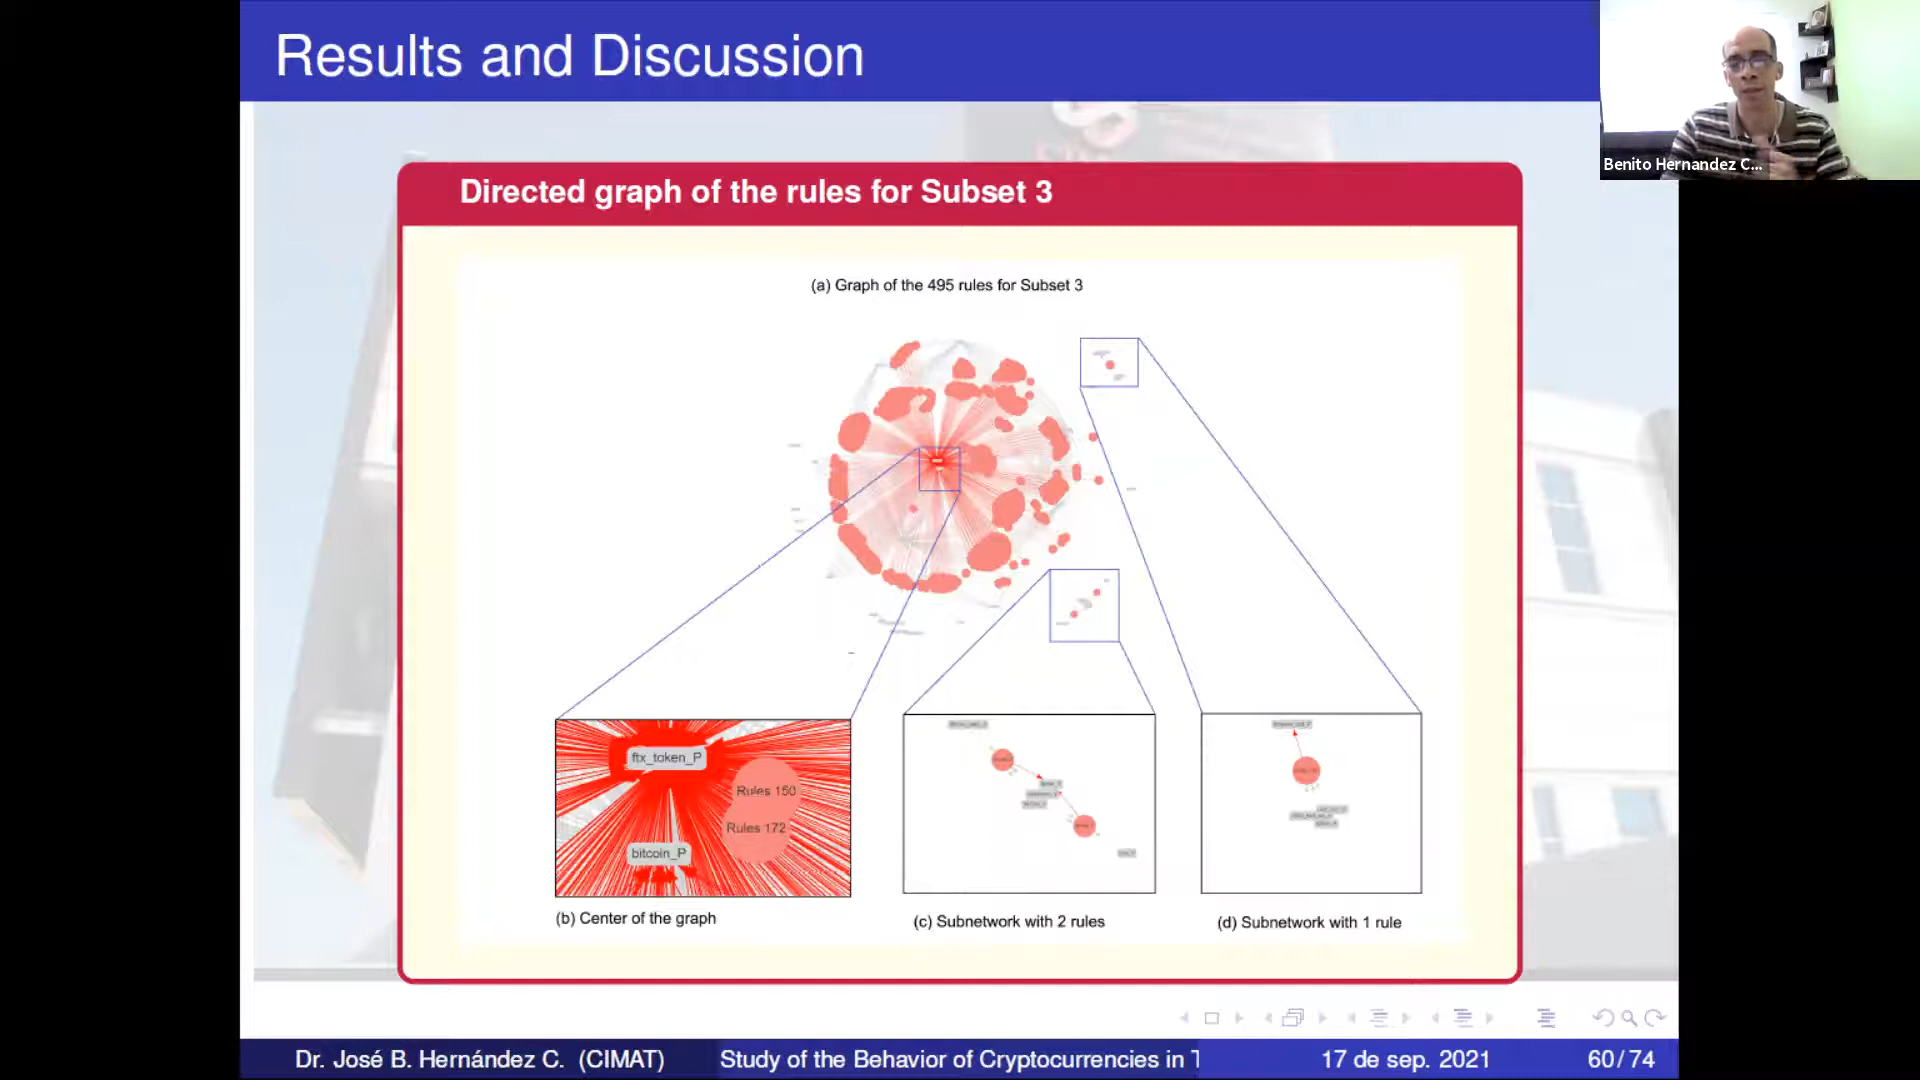 Results and Discussion
Benito Hernandez C...
Directed graph of the rules for Subset 3
(a) Graph of the 495 rules for Subset 3
ftx_token_P
Rules 150
Rules 172
bitcoin_P
(b) Center of the graph
(c) Subnetwork with 2 rules
(d) Subnetwork with 1 rule
Dr. José B. Hernández C. (CIMAT)
Study of the Behavior of Cryptocurrencies in T
17 de sep. 2021
60/74